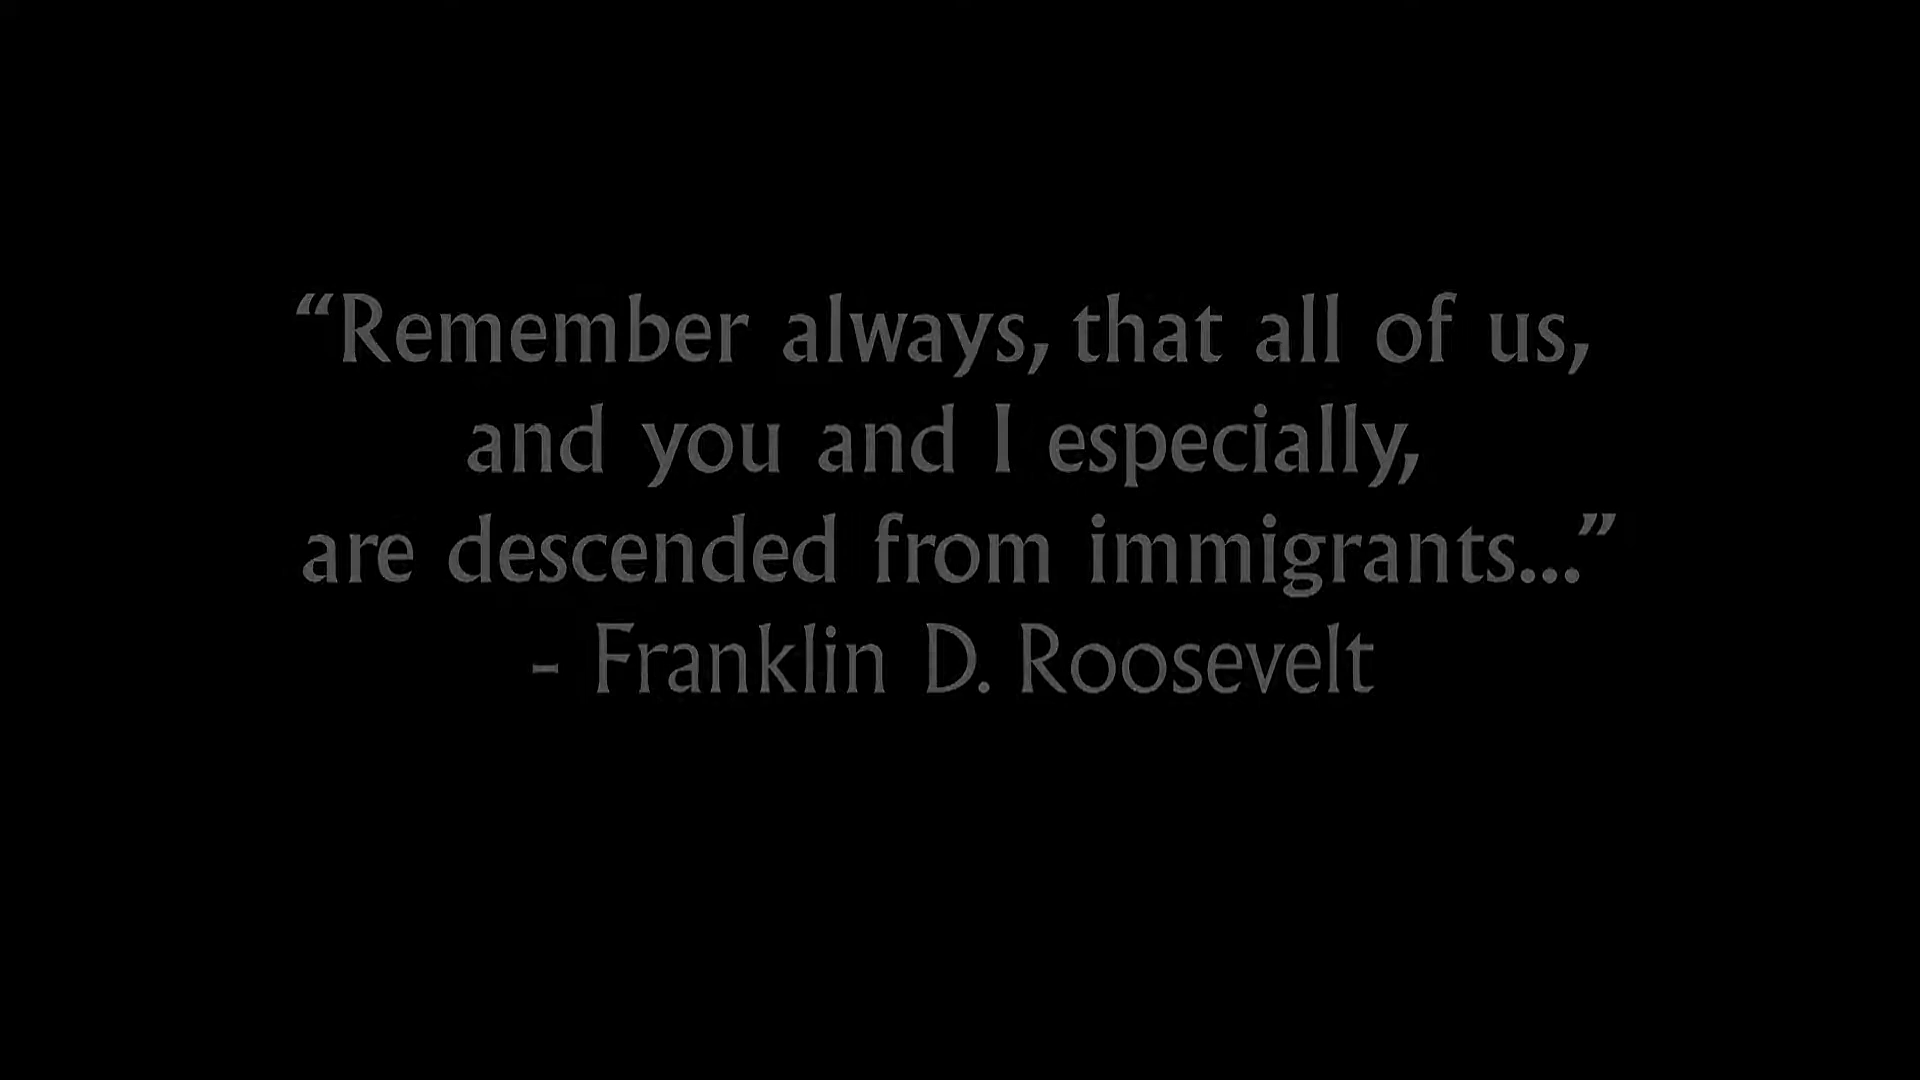 “Remember always, that all of us,
and you and I especially,
are descended from immigrants...”
- Franklin D. Roosevelt